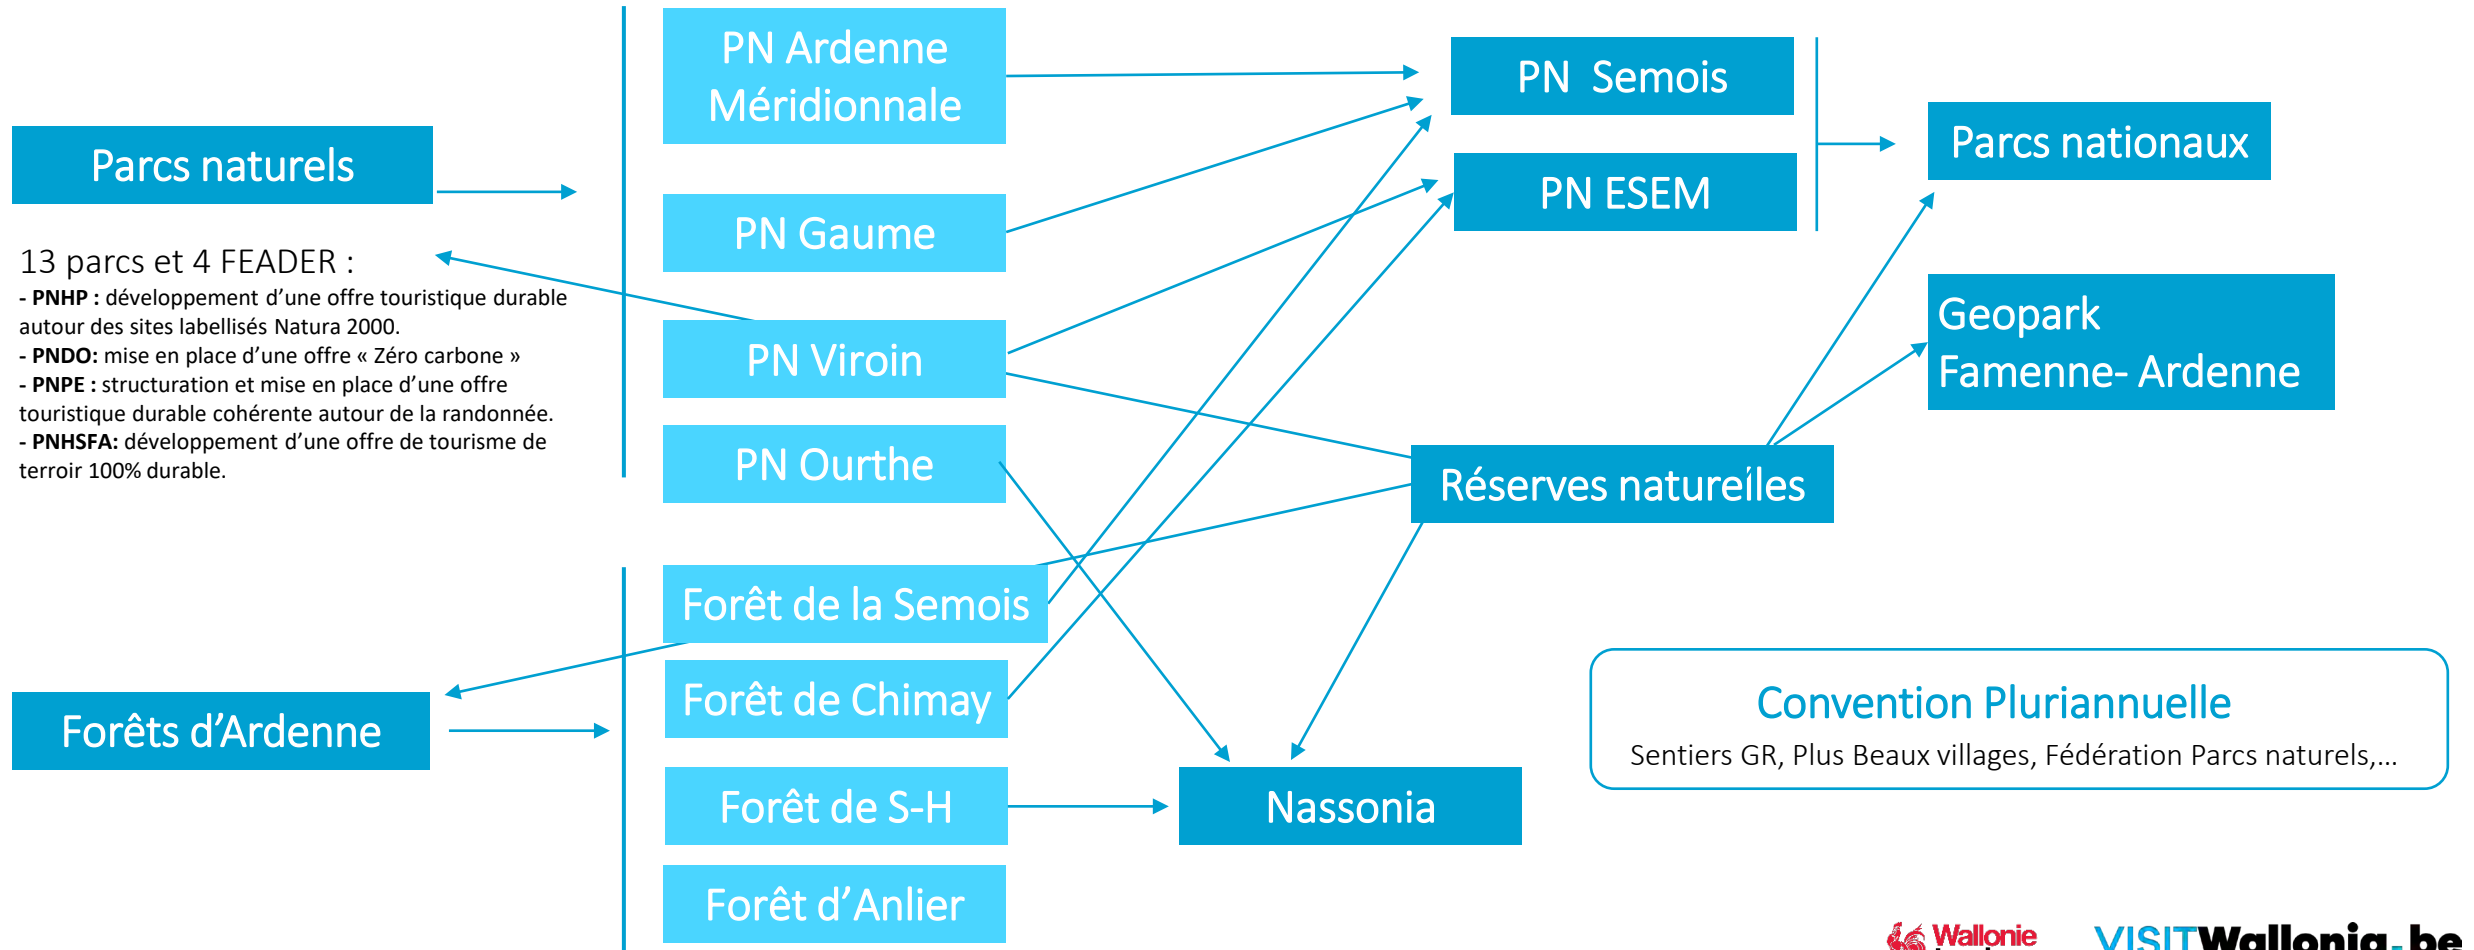 Parcs naturels
13 parcs et 4 FEADER :
- PNHP : développement d’une offre touristique durable
autour des sites labellisés Natura 2000.
- PNDO: mise en place d’une offre « Zéro carbone »
- PNPE : structuration et mise en place d’une offre
touristique durable cohérente autour de la randonnée.
- PNHSFA: développement d’une offre de tourisme de
terroir 100% durable.
Forêts d’Ardenne
PN Ardenne
Méridionnale
PN Gaume
PN Viroin
PN Ourthe
Forêt de la Semois
Forêt de Chimay
Forêt de S-H
Forêt d’Anlier
PN Semois
PN ESEM
Réserves naturelles
Nassonia
Parcs nationaux
Geopark
Famenne- Ardenne
Convention Pluriannuelle
Sentiers GR, Plus Beaux villages, Fédération Parcs naturels,...
Wallonie
VISITWallonia.be